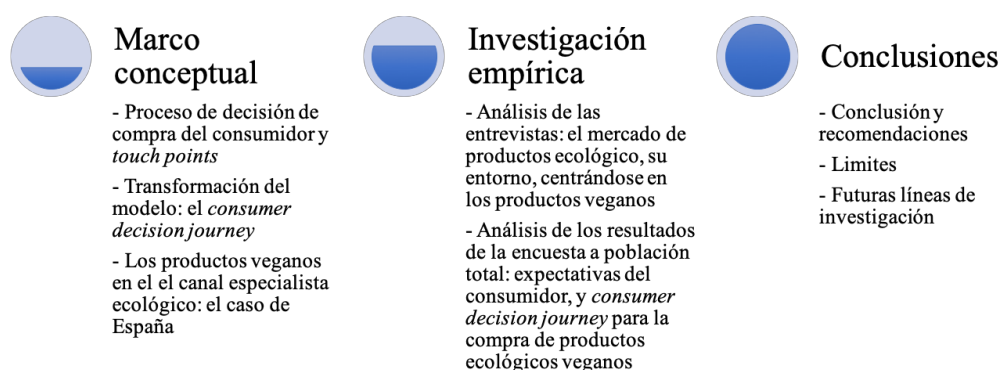 Marco
conceptual
- Proceso de decisión de
compra del consumidor y
touch points
- Transformación del
modelo: el consumer
decision journey
- Los productos veganos
en el el canal especialista
ecológico: el caso de
España
Investigación
empírica
- Análisis de las
entrevistas: el mercado de
productos ecológico, su
entorno, centrándose en
los productos veganos
- Análisis de los resultados
de la encuesta a población
total: expectativas del
consumidor, y consumer
decision journey para la
compra de productos
ecológicos veganos
Conclusiones
- Conclusión y
recomendaciones
- Limites
- Futuras líneas de
investigación